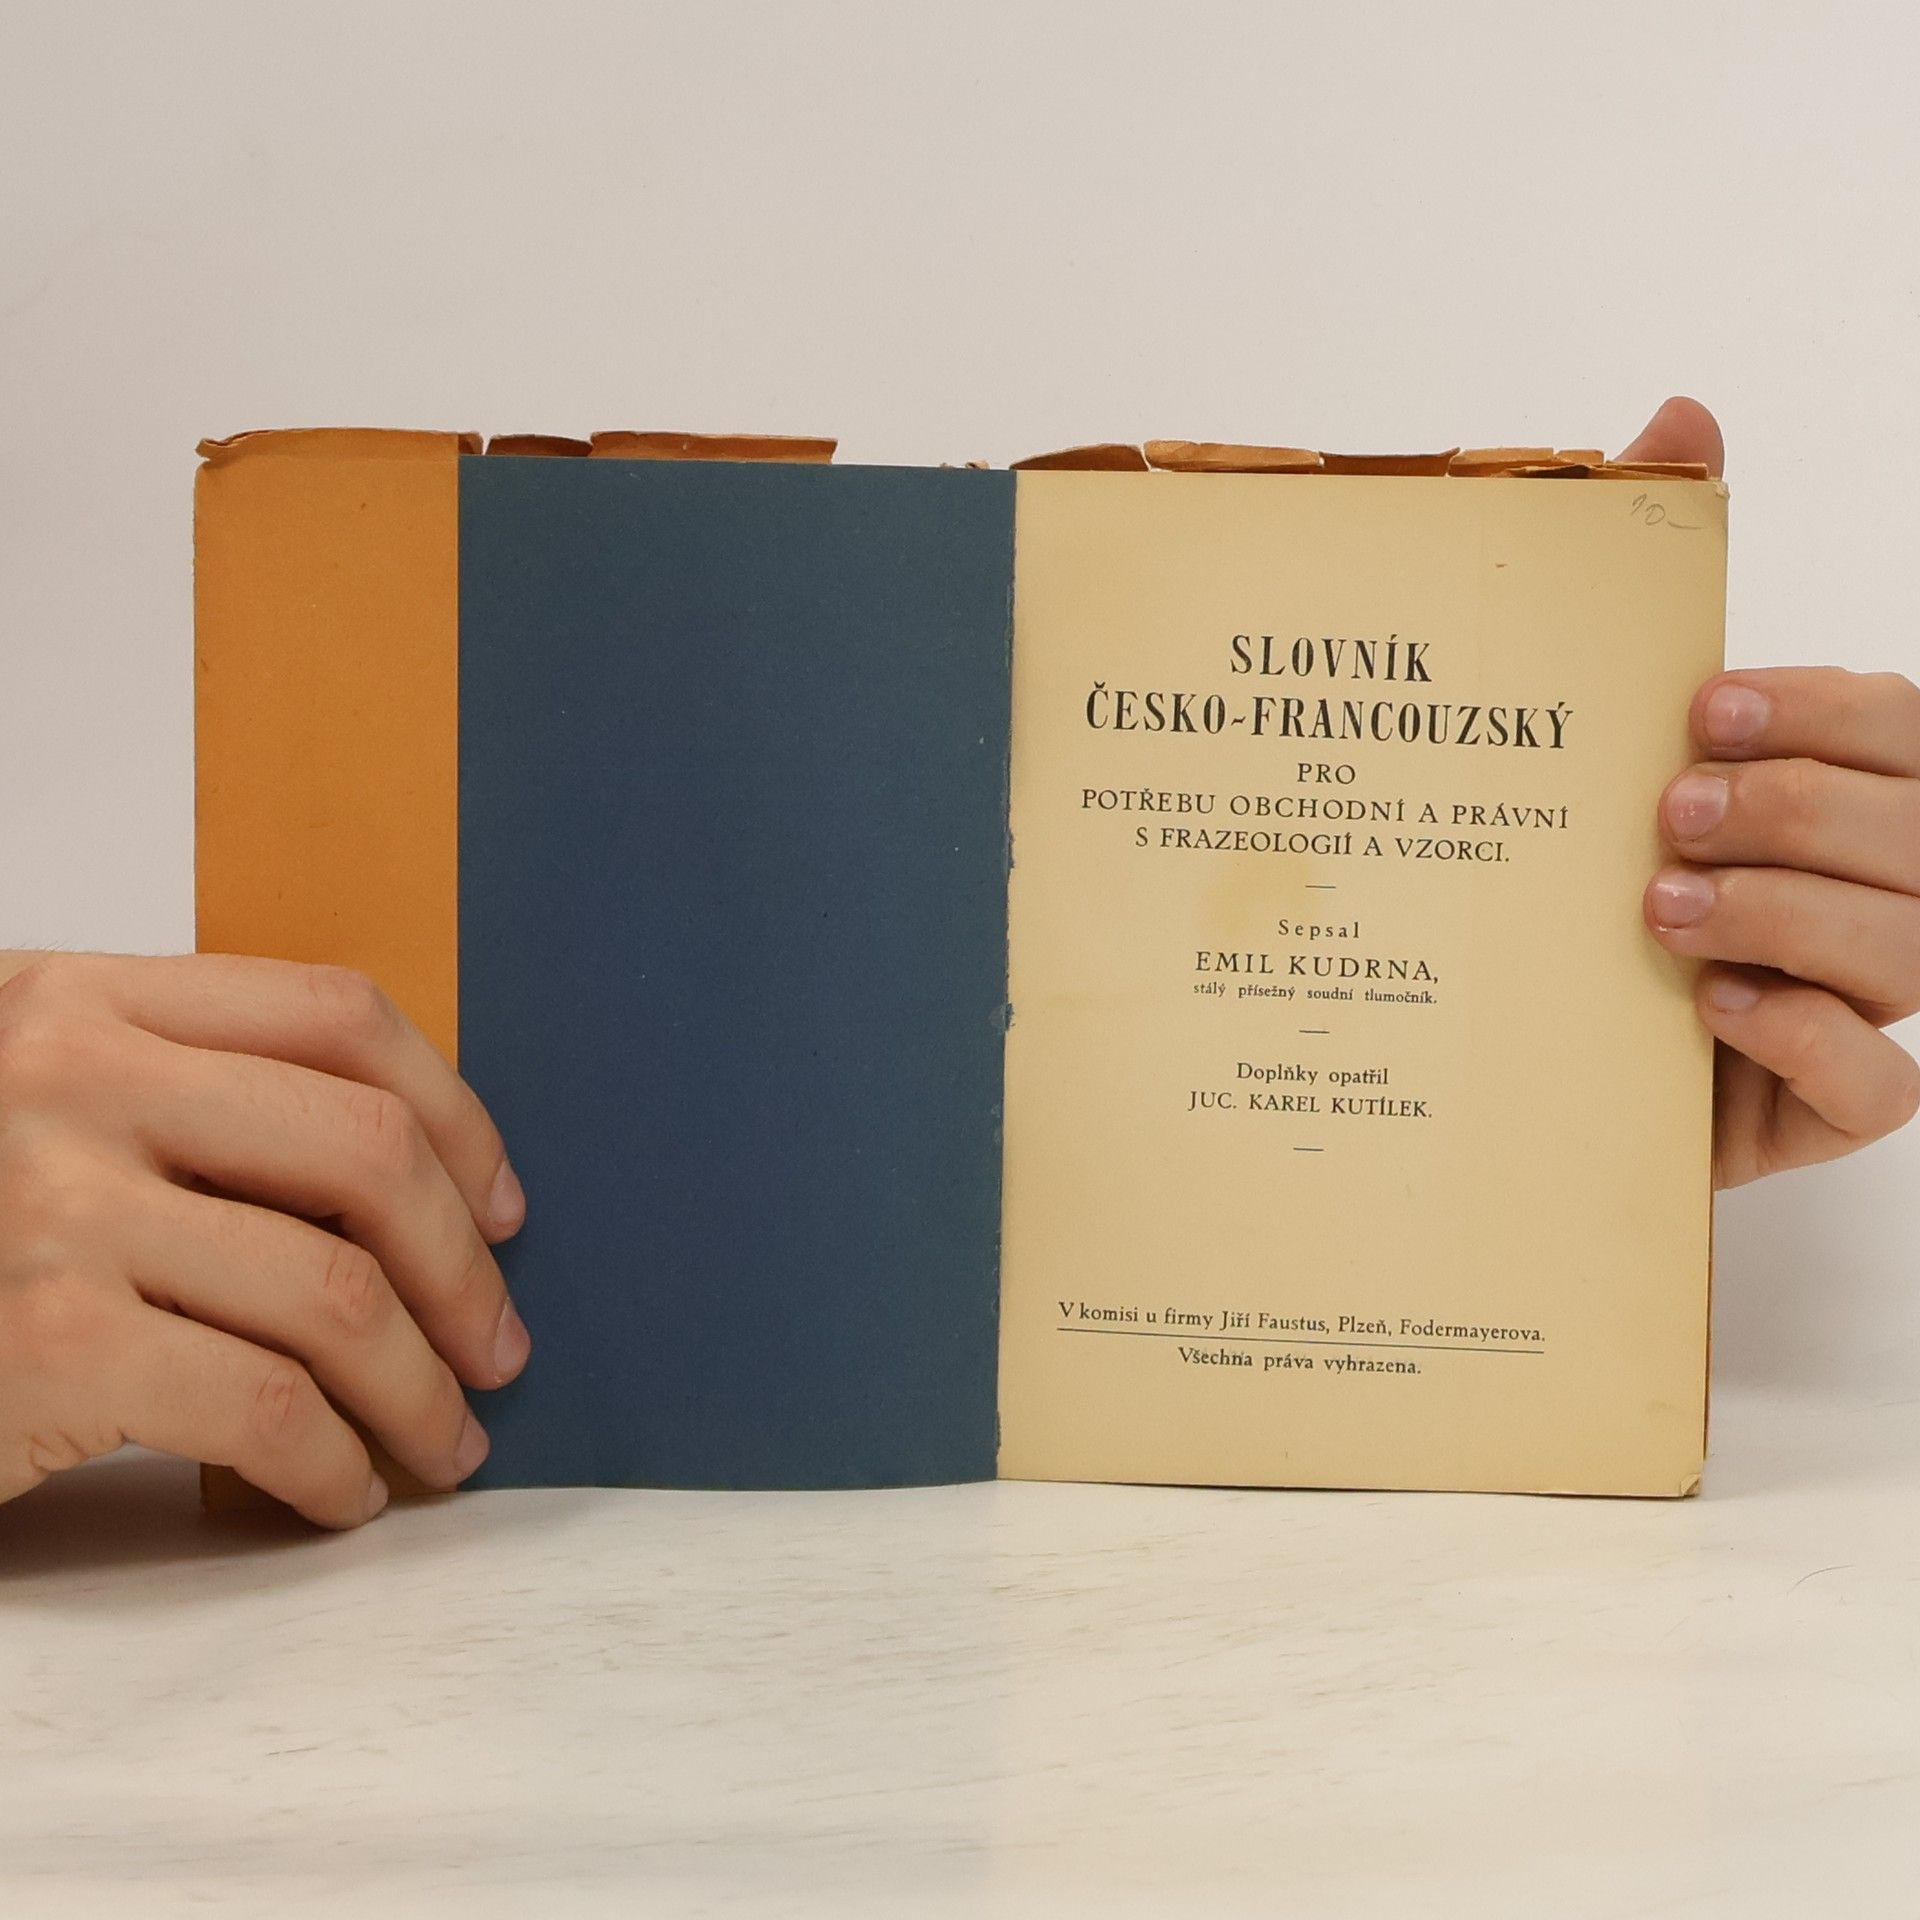 10—
SLOVNÍK
ČESKO-FRANCOUZSKÝ
PRO
POTŘEBU OBCHODNÍ A PRÁVNÍ
S FRAZEOLOGIÍ A VZORCI.
Sepsal
EMIL KUDRNA,
stálý přísežný soudní tlumočník.
Doplňky opatřil
JUC. KAREL KUTÍLEK.
V komisi u firmy Jiří Faustus, Plzeň, Fodermayerova.
Všechna práva vyhrazena.